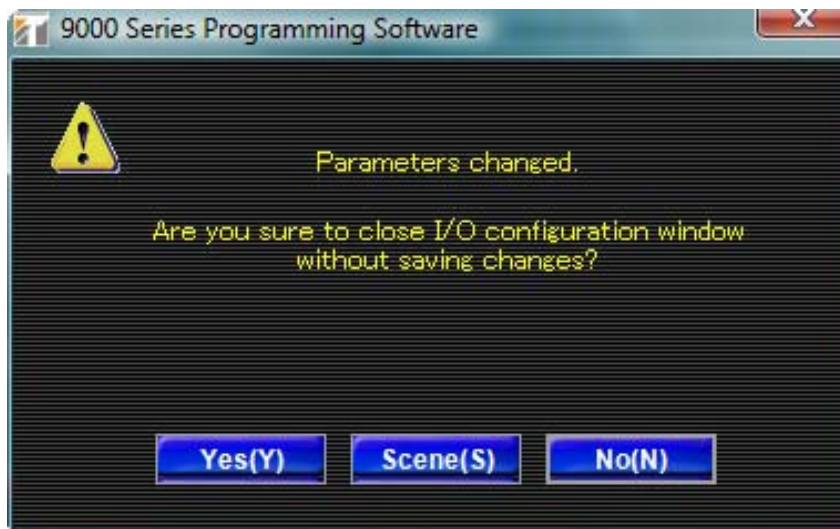 9000 Series Programming Software
Parameters changed.
Are you sure to close I/O configuration window
without saving changes?
Yes(Y) Scene(S) No(N)